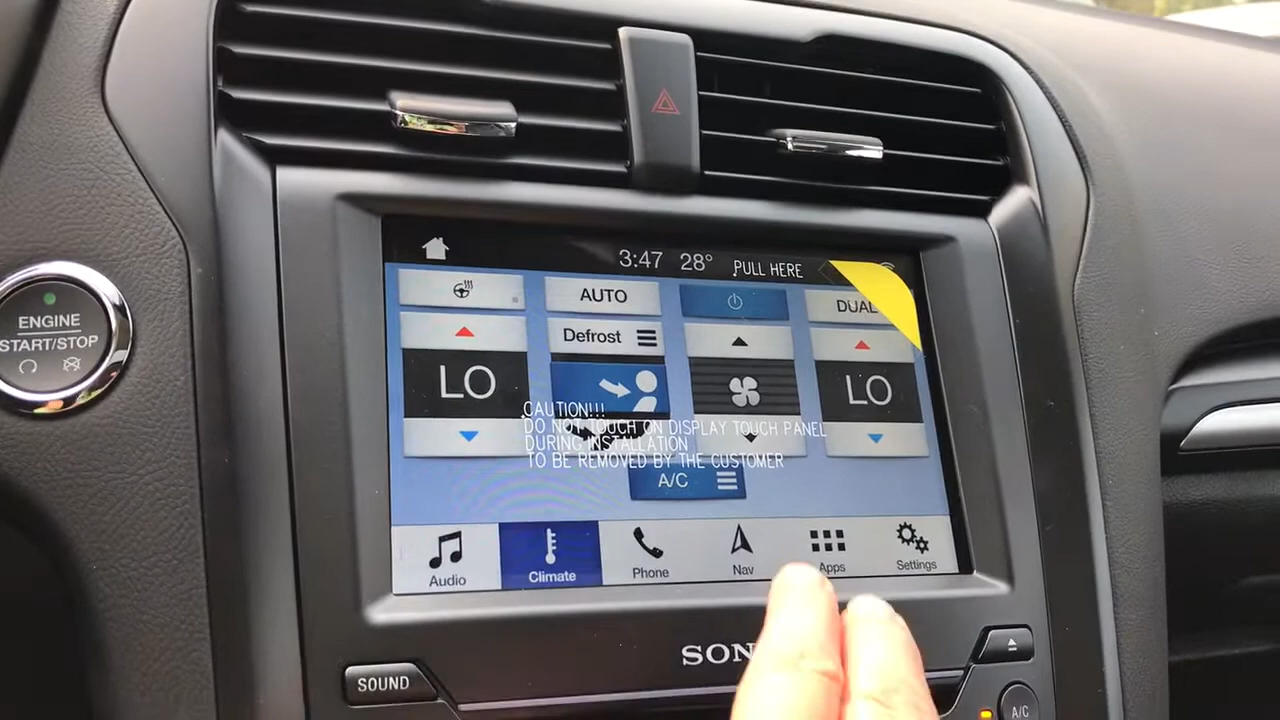 3:47 28° PULL HERE
AUTO
DUAL
Defrost
LO
LO
CAUTION!!!
DO NOT TOUCH ON DISPLAY TOUCH PANEL
DURING INSTALLATION
TO BE REMOVED BY THE CUSTOMER
A/C
Audio
Climate
Phone
Nav
Apps
Settings
ENGINE
START/STOP
SON
SOUND
A/C